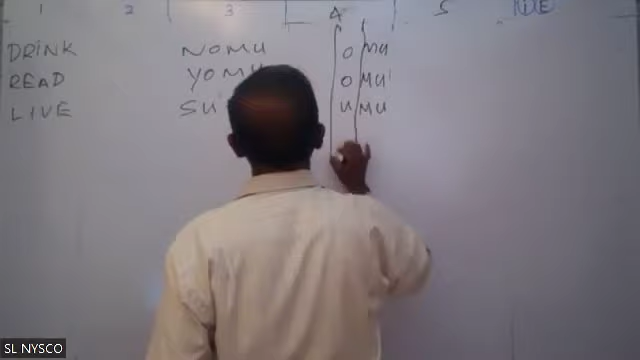 1 2 3 4 5
DRINK NOMU O MU
READ YOMU O MU
LIVE SU U MU
SL NYSCO